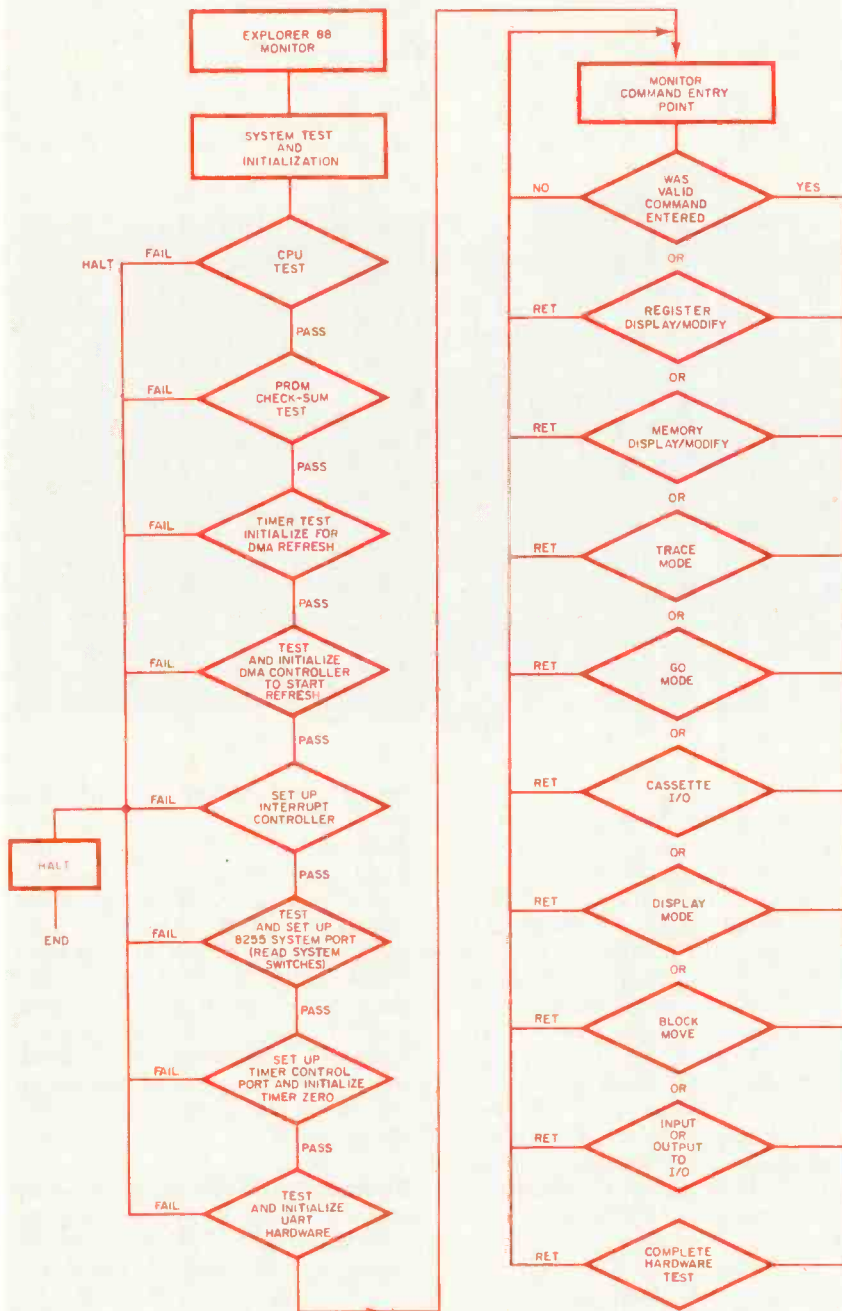 EXPLORER 88
MONITOR
SYSTEM TEST
AND
INITIALIZATION
HALT
FAIL
CPU
TEST
PASS
FAIL
PROM
CHECK-SUM
TEST
PASS
FAIL
TIMER TEST
INITIALIZE FOR
DMA REFRESH
PASS
FAIL
TEST
AND INITIALIZE
DMA CONTROLLER
TO START
REFRESH
PASS
FAIL
SET UP
INTERRUPT
CONTROLLER
HALT
END
PASS
FAIL
TEST
AND SET UP
8255 SYSTEM PORT
(READ SYSTEM
SWITCHES)
PASS
FAIL
SET UP
TIMER CONTROL
PORT AND INITIALIZE
TIMER ZERO
PASS
FAIL
TEST
AND INITIALIZE
UART
HARDWARE
MONITOR
COMMAND ENTRY
POINT
NO
WAS
VALID
COMMAND
ENTERED
YES
OR
RET
REGISTER
DISPLAY/MODIFY
OR
RET
MEMORY
DISPLAY/MODIFY
OR
RET
TRACE
MODE
OR
RET
GO
MODE
OR
RET
CASSETTE
I/O
OR
RET
DISPLAY
MODE
OR
RET
BLOCK
MOVE
OR
RET
INPUT
OR
OUTPUT
TO
I/O
RET
COMPLETE
HARDWARE
TEST